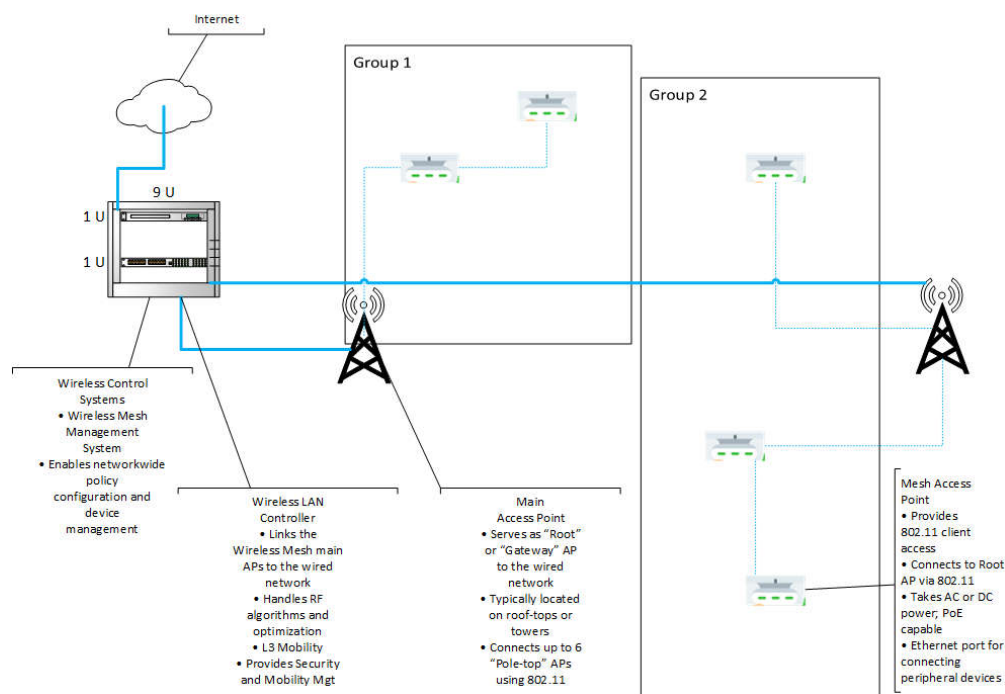 Internet
Group 1
Group 2
9 U
1 U
1 U
Wireless Control
Systems
• Wireless Mesh
Management
System
• Enables networkwide
policy
configuration and
device
management
Wireless LAN
Controller
• Links the
Wireless Mesh main
APs to the wired
network
• Handles RF
algorithms and
optimization
• L3 Mobility
• Provides Security
and Mobility Mgt
Main
Access Point
• Serves as “Root”
or “Gateway” AP
to the wired
network
• Typically located
on roof-tops or
towers
• Connects up to 6
“Pole-top” APs
using 802.11
Mesh Access
Point
• Provides
802.11 client
access
• Connects to Root
AP via 802.11
• Takes AC or DC
power; PoE
capable
• Ethernet port for
connecting
peripheral devices